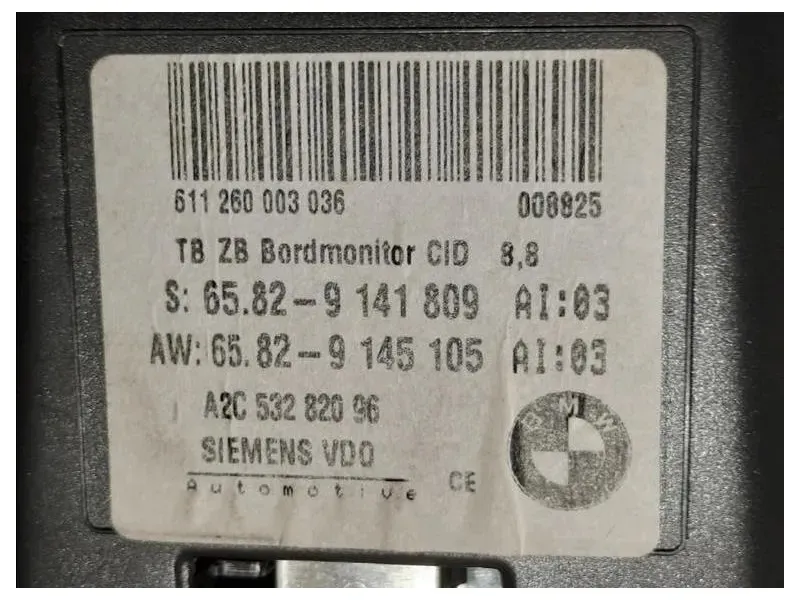 611 260 003 036 008825
TB ZB Bordmonitor CID 8,8
S: 65.82-9 141 809 AI:03
AW: 65.82-9 145 105 AI:03
A2C 532 820 96
SIEMENS VDO
Automotive CE
BMW